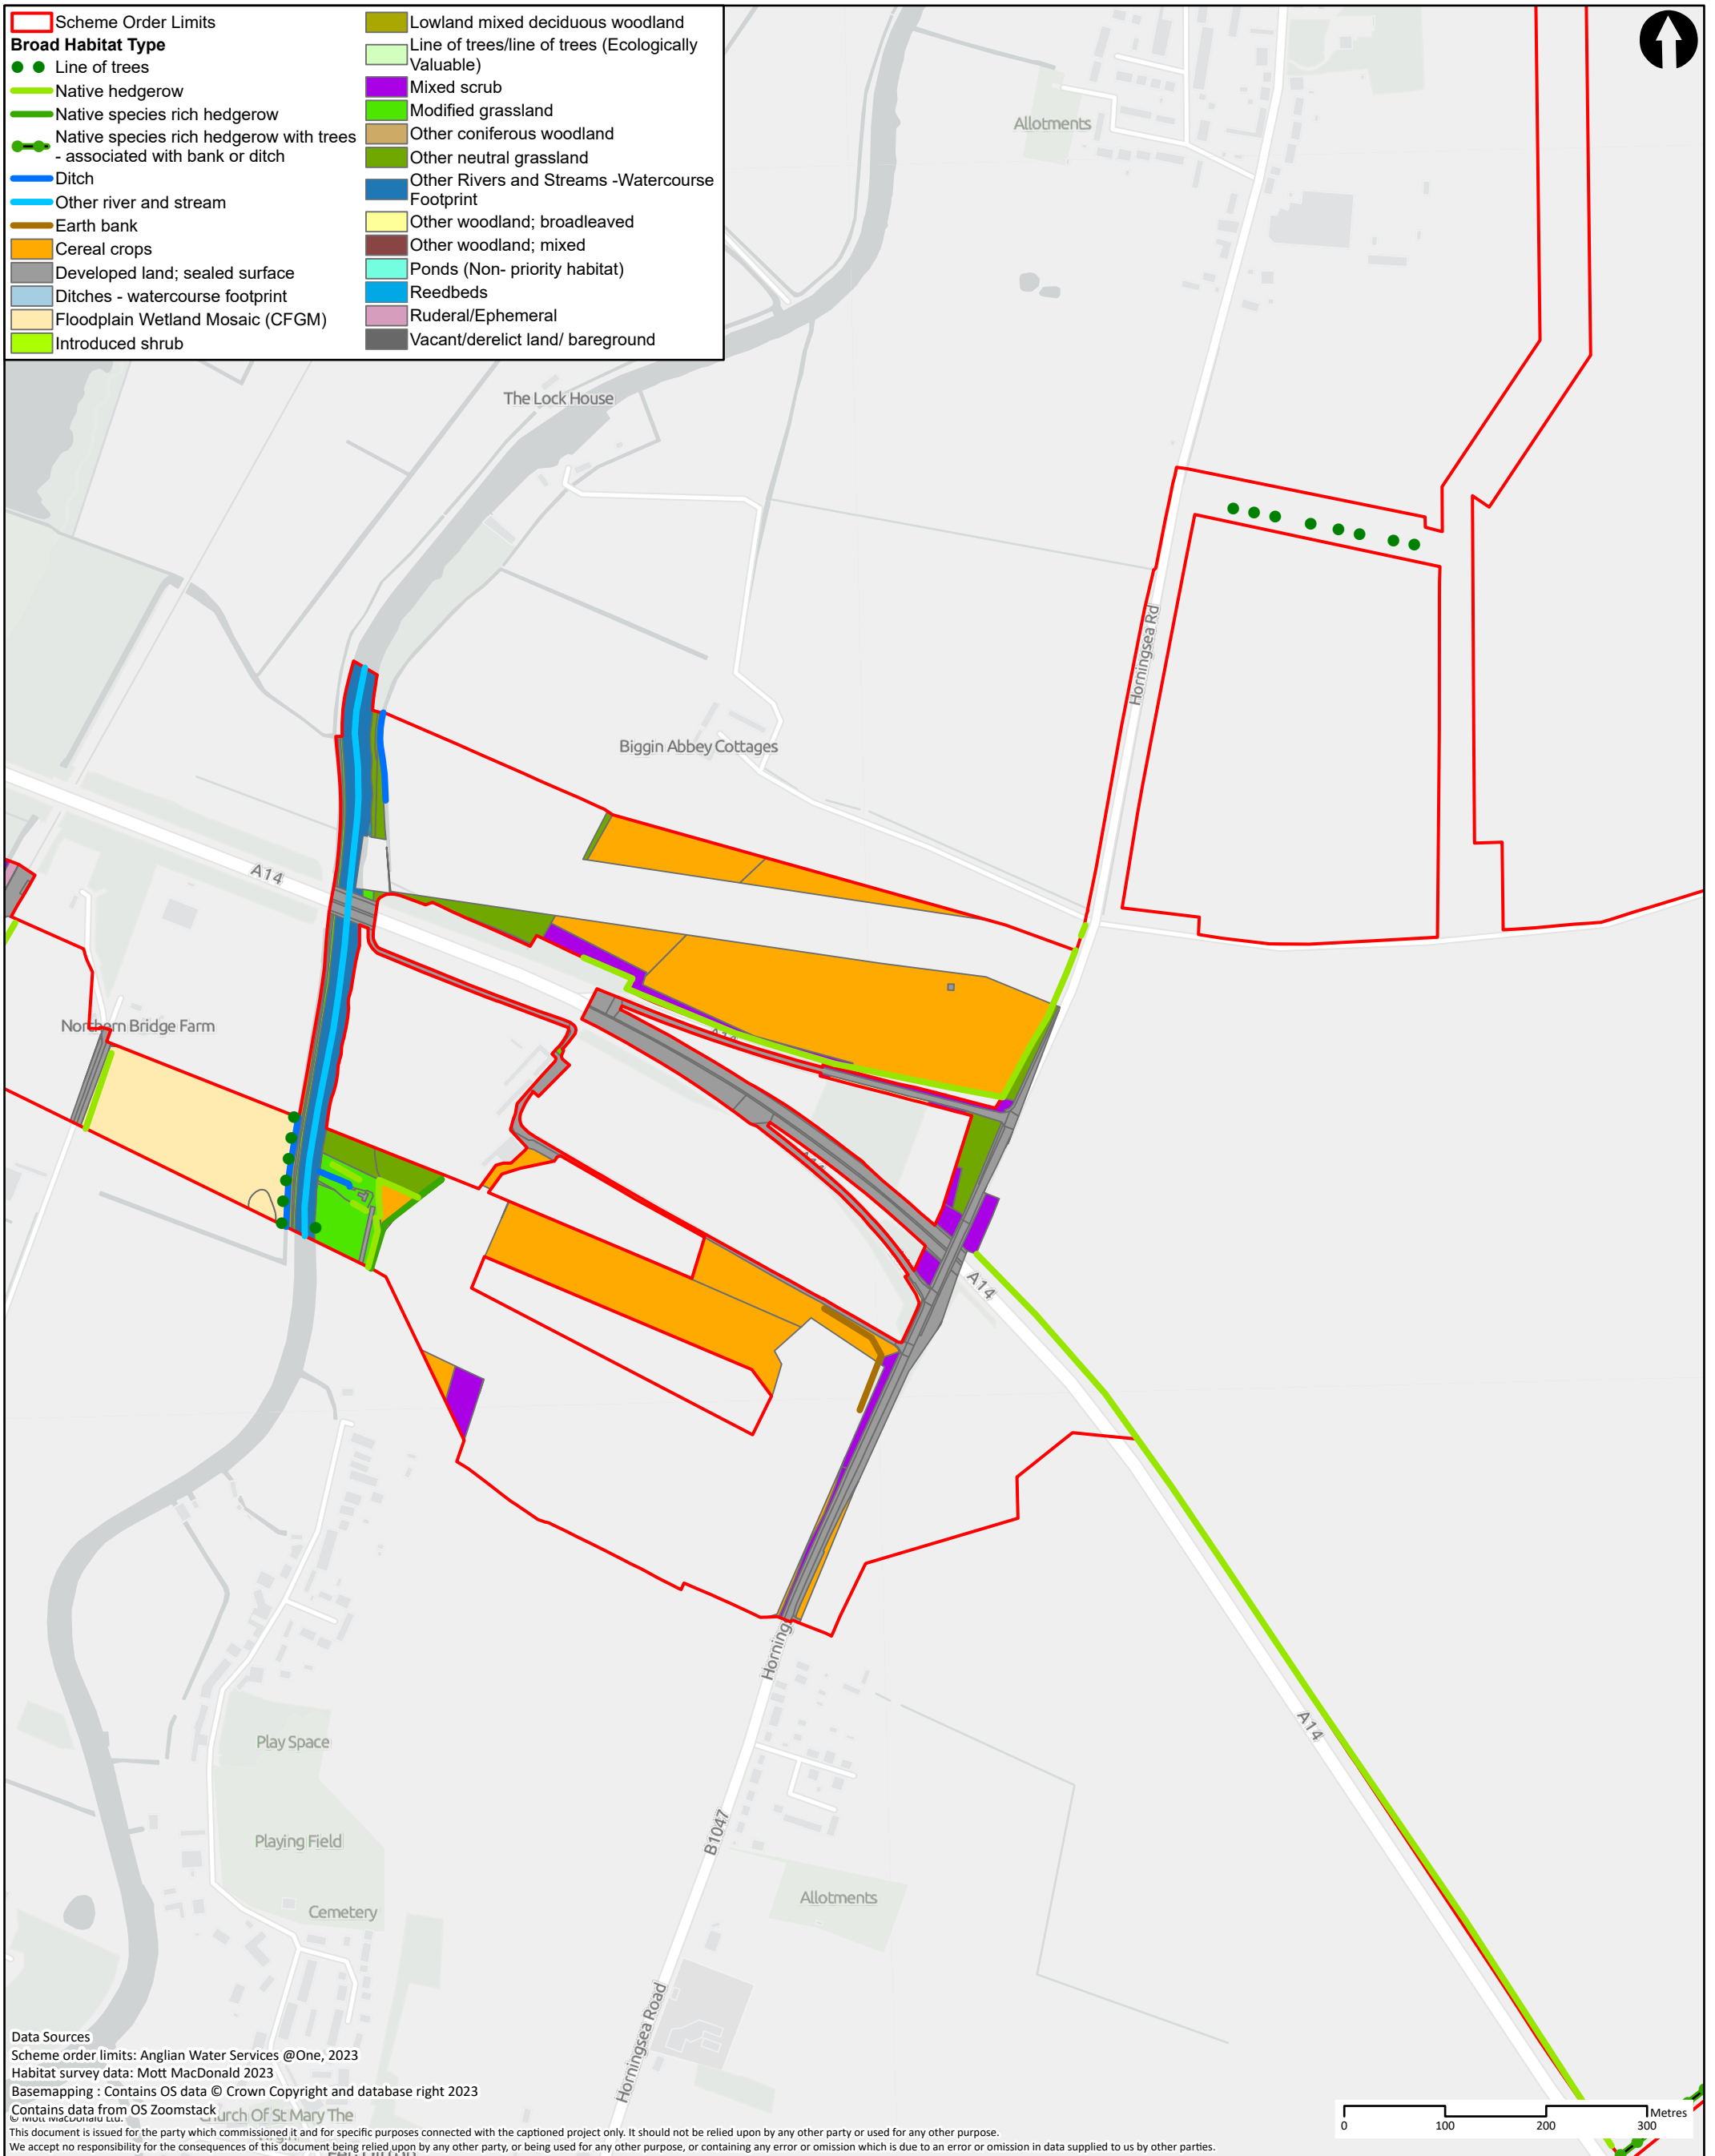 Scheme Order Limits
Broad Habitat Type
Line of trees
Native hedgerow
Native species rich hedgerow
Native species rich hedgerow with trees
- associated with bank or ditch
Ditch
Other river and stream
Earth bank
Cereal crops
Developed land; sealed surface
Ditches - watercourse footprint
Floodplain Wetland Mosaic (CFGM)
Introduced shrub
Lowland mixed deciduous woodland
Line of trees/line of trees (Ecologically
Valuable)
Mixed scrub
Modified grassland
Other coniferous woodland
Other neutral grassland
Other Rivers and Streams -Watercourse
Footprint
Other woodland; broadleaved
Other woodland; mixed
Ponds (Non- priority habitat)
Reedbeds
Ruderal/Ephemeral
Vacant/derelict land/ bareground
Allotments
The Lock House
Horningsea Rd
Biggin Abbey Cottages
A14
Northern Bridge Farm
A14
Horning
A14
Play Space
B1047
Playing Field
Allotments
Cemetery
Horningsea Road
Data Sources
Scheme order limits: Anglian Water Services @One, 2023
Habitat survey data: Mott MacDonald 2023
Basemapping : Contains OS data © Crown Copyright and database right 2023
Contains data from OS Zoomstack
© Mott MacDonald Ltd.
Church Of St Mary The
This document is issued for the party which commissioned it and for specific purposes connected with the captioned project only. It should not be relied upon by any other party or used for any other purpose.
We accept no responsibility for the consequences of this document being relied upon by any other party, or being used for any other purpose, or containing any error or omission which is due to an error or omission in data supplied to us by other parties.
Metres
0 100 200 300